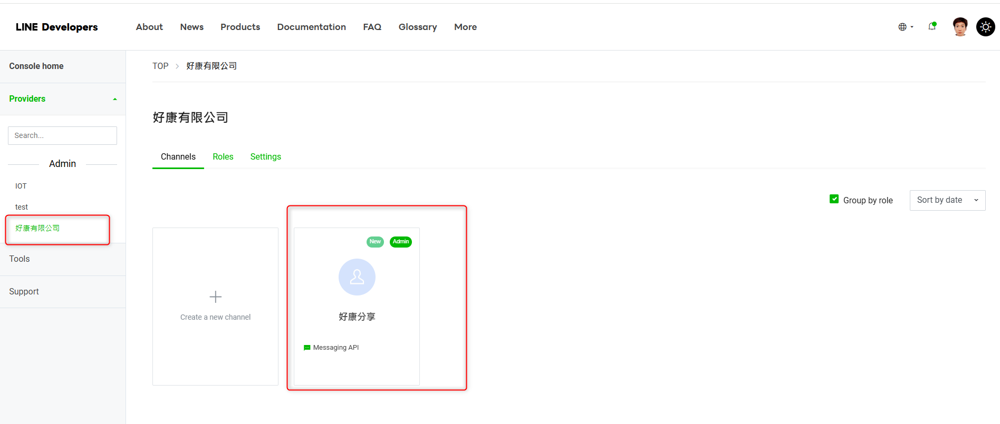 LINE Developers
About
News
Products
Documentation
FAQ
Glossary
More
Console home
Providers
Search...
Admin
IOT
test
好康有限公司
Tools
Support
TOP > 好康有限公司
好康有限公司
Channels
Roles
Settings
Group by role
Sort by date
Create a new channel
New
Admin
好康分享
Messaging API